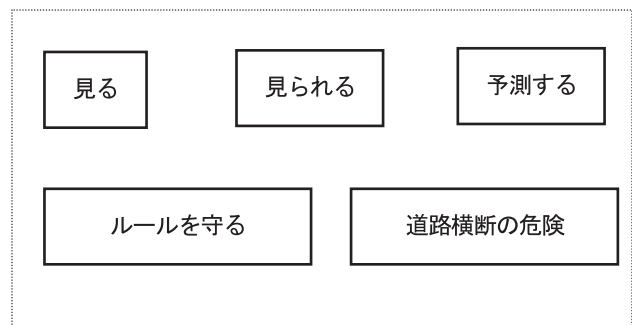 見る
見られる
予測する
ルールを守る
道路横断の危険